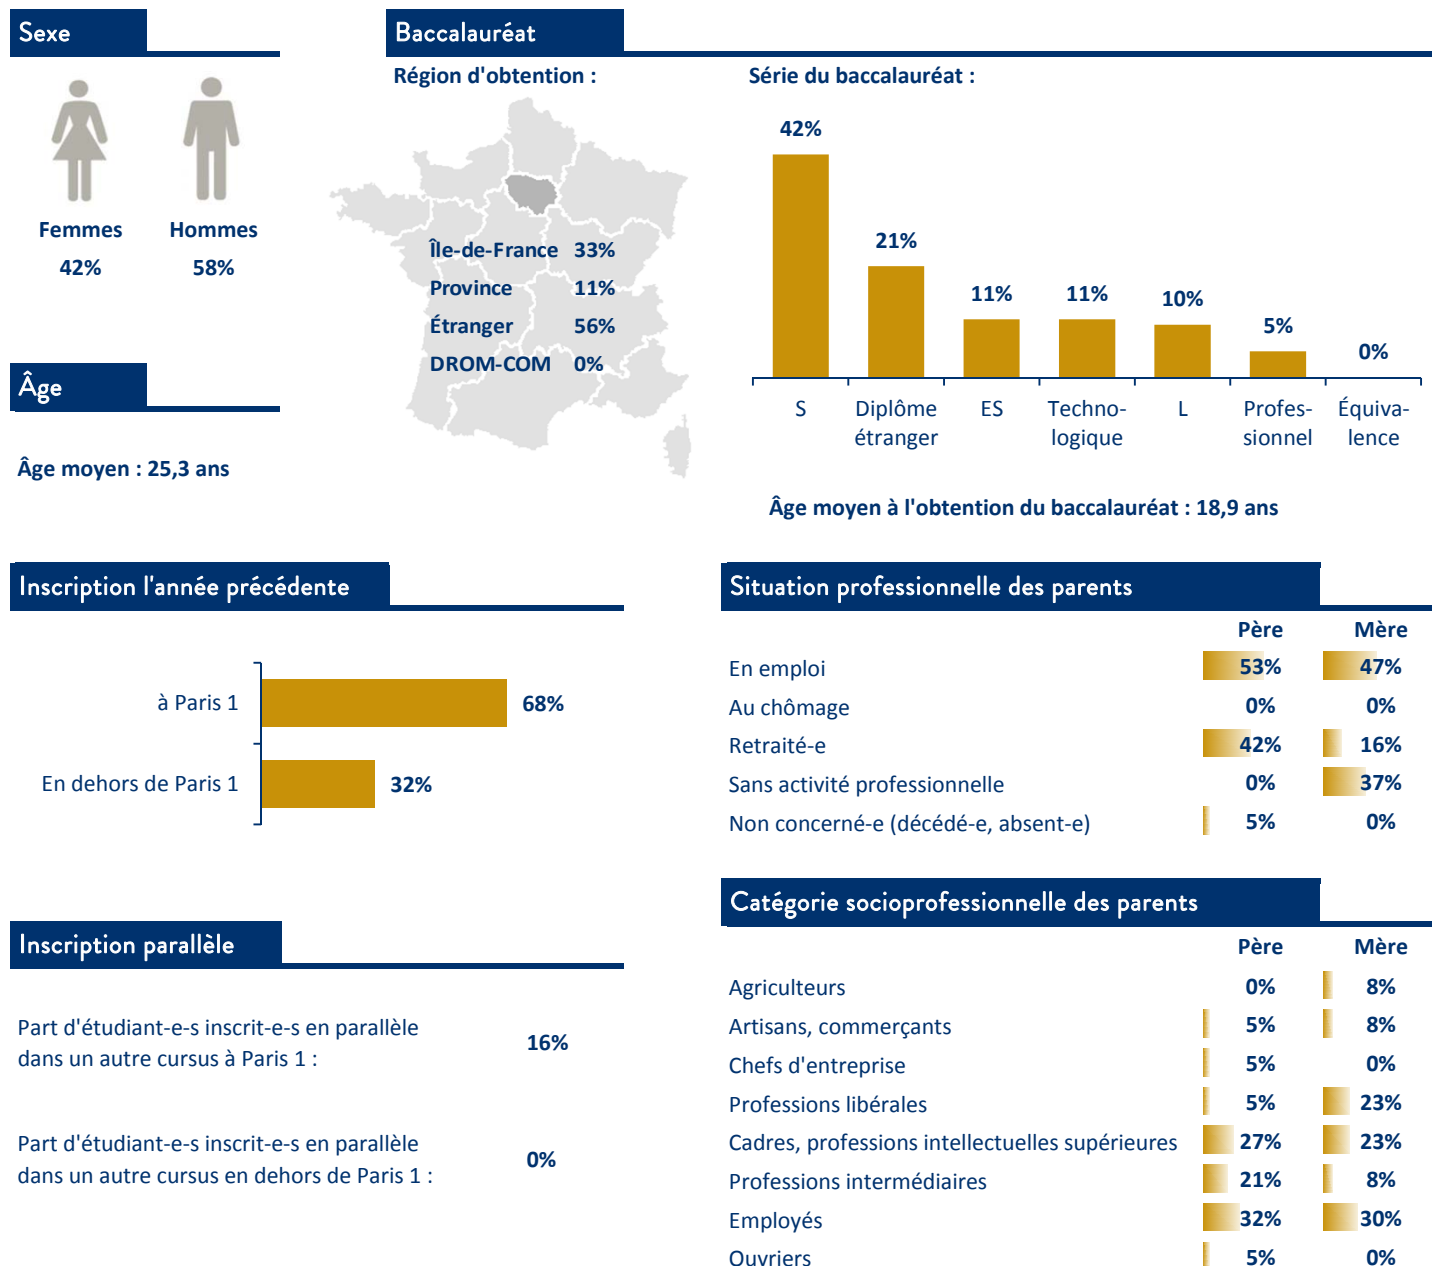 Sexe
Femmes Hommes
42% 58%
Âge
Âge moyen : 25,3 ans
Baccalauréat
Région d'obtention :
Île-de-France 33%
Province 11%
Étranger 56%
DROM-COM 0%
Série du baccalauréat :
42%
21%
11%
11%
10%
5%
0%
S
Diplôme
étranger
ES
Techno-
logique
L
Profes-
sionnel
Équiva-
lence
Âge moyen à l'obtention du baccalauréat : 18,9 ans
Inscription l'année précédente
à Paris 1 68%
En dehors de Paris 1 32%
Inscription parallèle
Part d'étudiant-e-s inscrit-e-s en parallèle
dans un autre cursus à Paris 1 :
16%
Part d'étudiant-e-s inscrit-e-s en parallèle
dans un autre cursus en dehors de Paris 1 :
0%
Situation professionnelle des parents
Père Mère
En emploi 53% 47%
Au chômage 0% 0%
Retraité-e 42% 16%
Sans activité professionnelle 0% 37%
Non concerné-e (décédé-e, absent-e) 5% 0%
Catégorie socioprofessionnelle des parents
Père Mère
Agriculteurs 0% 8%
Artisans, commerçants 5% 8%
Chefs d'entreprise 5% 0%
Professions libérales 5% 23%
Cadres, professions intellectuelles supérieures 27% 23%
Professions intermédiaires 21% 8%
Employés 32% 30%
Ouvriers 5% 0%